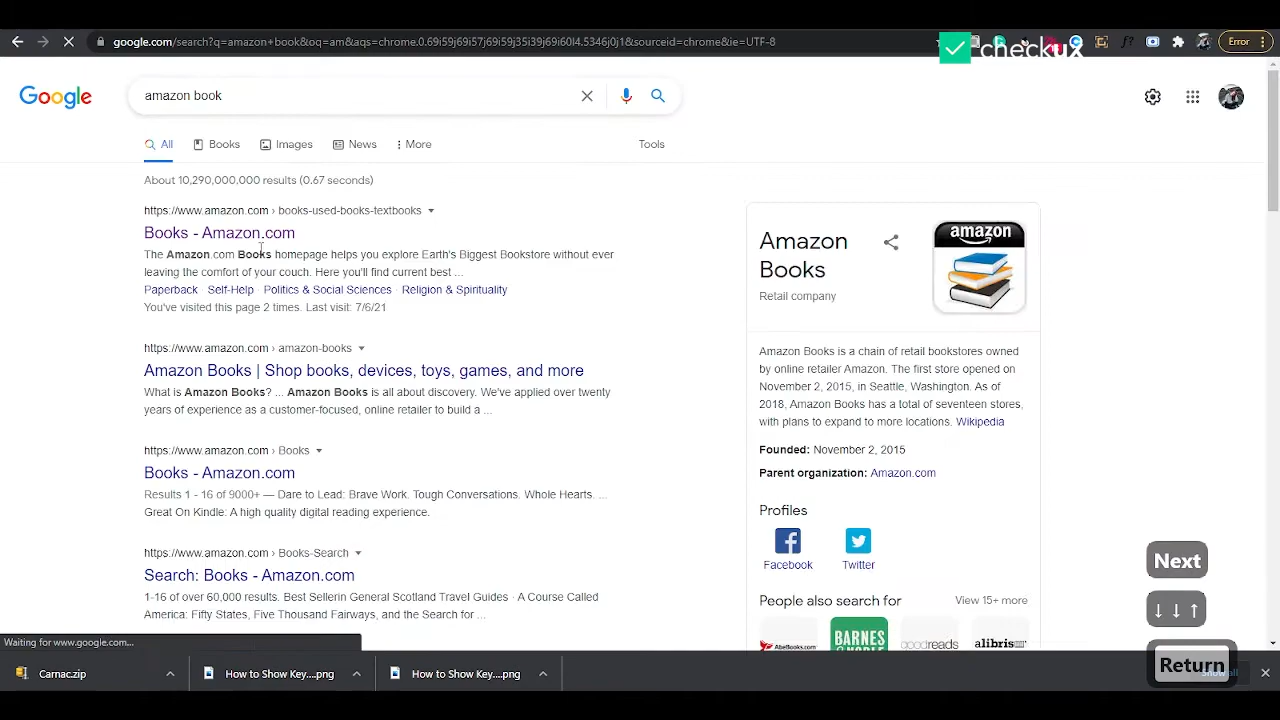 google.com/search?q=amazon+book&oq=am&aqs=chrome.0.69i59j69i57j69i59j35i39j69i60l4.5346j0j1&sourceid=chrome&ie=UTF-8
Error
checkux
Google
amazon book
All Books Images News More Tools
About 10,290,000,000 results (0.67 seconds)
https://www.amazon.com › books-used-books-textbooks
Books - Amazon.com
The Amazon.com Books homepage helps you explore Earth's Biggest Bookstore without ever
leaving the comfort of your couch. Here you'll find current best ...
Paperback · Self-Help · Politics & Social Sciences · Religion & Spirituality
You've visited this page 2 times. Last visit: 7/6/21
https://www.amazon.com › amazon-books
Amazon Books | Shop books, devices, toys, games, and more
What is Amazon Books? ... Amazon Books is all about discovery. We've applied over twenty
years of experience as a customer-focused, online retailer to build a ...
https://www.amazon.com › Books
Books - Amazon.com
Results 1 - 16 of 9000+ — Dare to Lead: Brave Work. Tough Conversations. Whole Hearts. ...
Great On Kindle: A high quality digital reading experience.
https://www.amazon.com › Books-Search
Search: Books - Amazon.com
1-16 of over 60,000 results. Best Sellerin General Scotland Travel Guides · A Course Called
America: Fifty States, Five Thousand Fairways, and the Search for ...
Amazon
Books
Retail company
amazon
Amazon Books is a chain of retail bookstores owned
by online retailer Amazon. The first store opened on
November 2, 2015, in Seattle, Washington. As of
2018, Amazon Books has a total of seventeen stores,
with plans to expand to more locations. Wikipedia
Founded: November 2, 2015
Parent organization: Amazon.com
Profiles
Facebook Twitter
People also search for View 15+ more
AbeBooks.com
BARNES
goodreads
alibris
Next
↓ ↓ ↑
Return
Waiting for www.google.com...
Carnac.zip
How to Show Key....png
How to Show Key....png
Show all